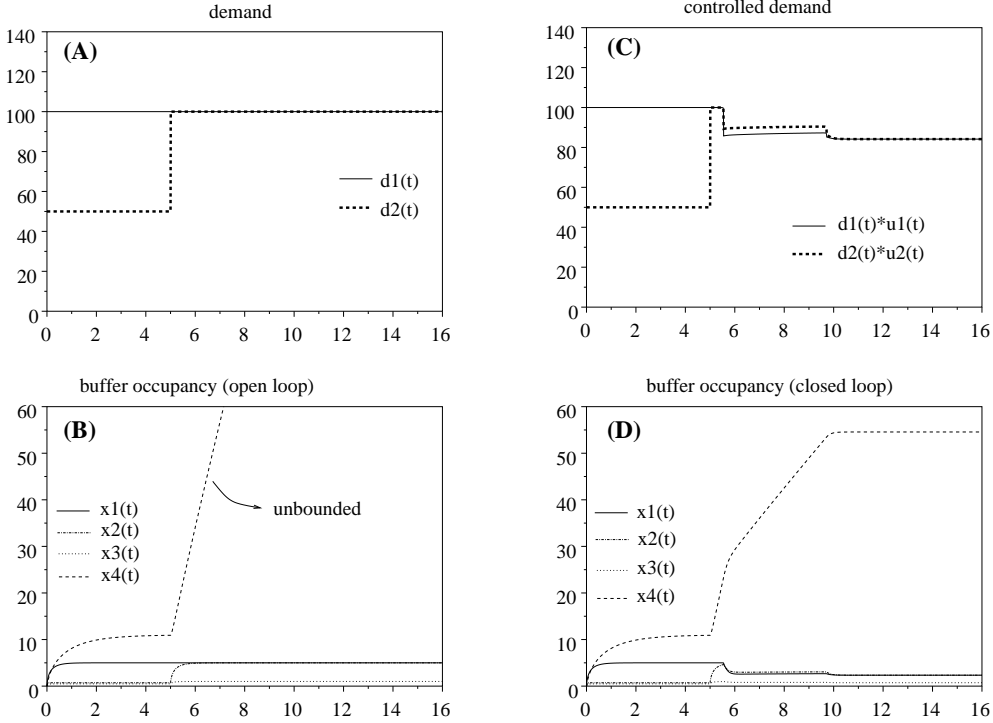 demand
(A)
140
120
100
80
60
40
20
0
0 2 4 6 8 10 12 14 16
d1(t)
d2(t)
controlled demand
(C)
140
120
100
80
60
40
20
0
0 2 4 6 8 10 12 14 16
d1(t)*u1(t)
d2(t)*u2(t)
buffer occupancy (open loop)
(B)
60
50
40
30
20
10
0
0 2 4 6 8 10 12 14 16
x1(t)
x2(t)
x3(t)
x4(t)
unbounded
buffer occupancy (closed loop)
(D)
60
50
40
30
20
10
0
0 2 4 6 8 10 12 14 16
x1(t)
x2(t)
x3(t)
x4(t)